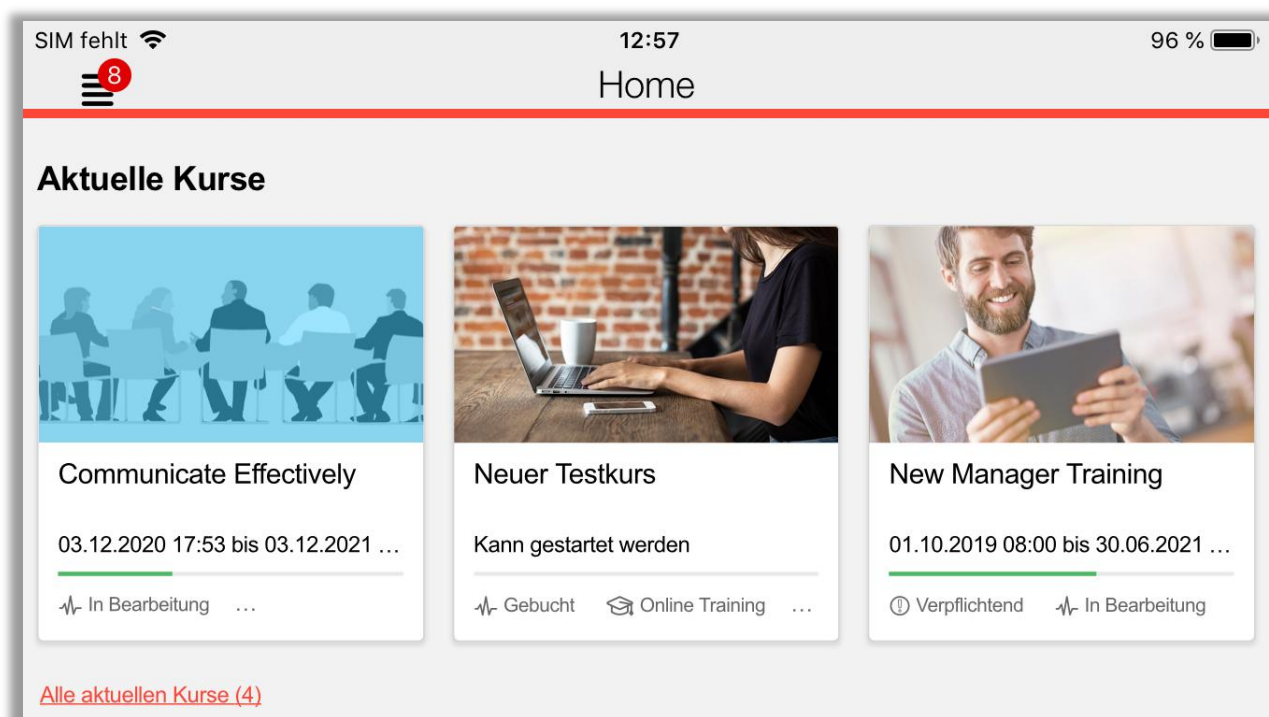 SIM fehlt 12:57 96 %
8
Home
Aktuelle Kurse
Communicate Effectively
03.12.2020 17:53 bis 03.12.2021 ...
In Bearbeitung ...
Neuer Testkurs
Kann gestartet werden
Gebucht Online Training ...
New Manager Training
01.10.2019 08:00 bis 30.06.2021 ...
Verpflichtend In Bearbeitung
Alle aktuellen Kurse (4)